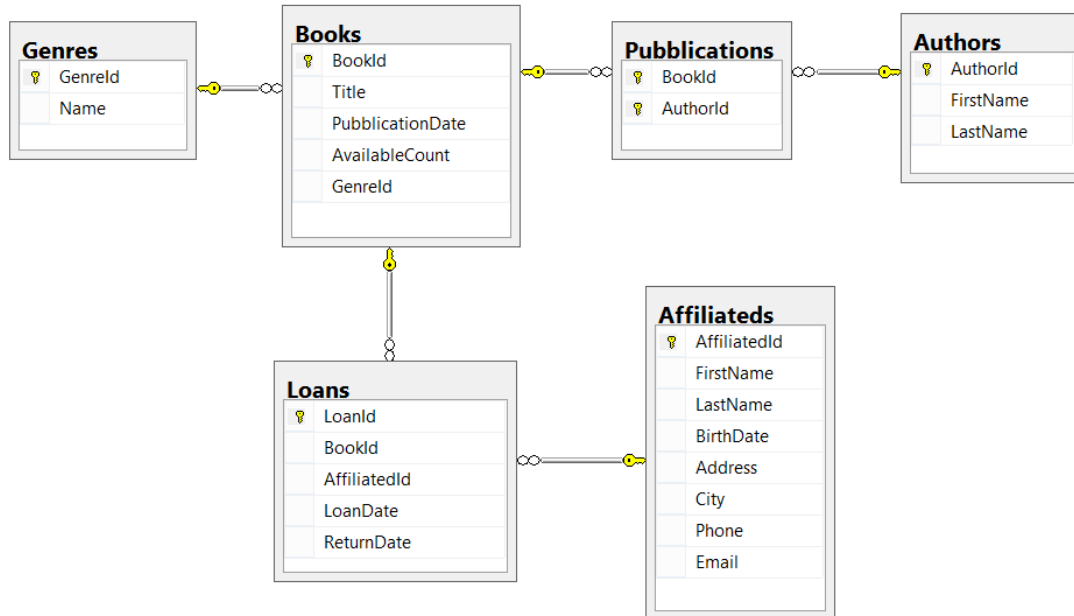 Genres
GenreId
Name
Books
BookId
Title
PubblicationDate
AvailableCount
GenreId
Pubblications
BookId
AuthorId
Authors
AuthorId
FirstName
LastName
Loans
LoanId
BookId
AffiliatedId
LoanDate
ReturnDate
Affiliateds
AffiliatedId
FirstName
LastName
BirthDate
Address
City
Phone
Email